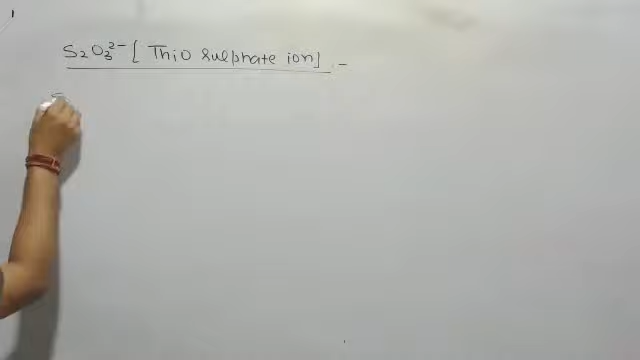 S₂O₃²⁻ [ Thio sulphate ion] :-
S